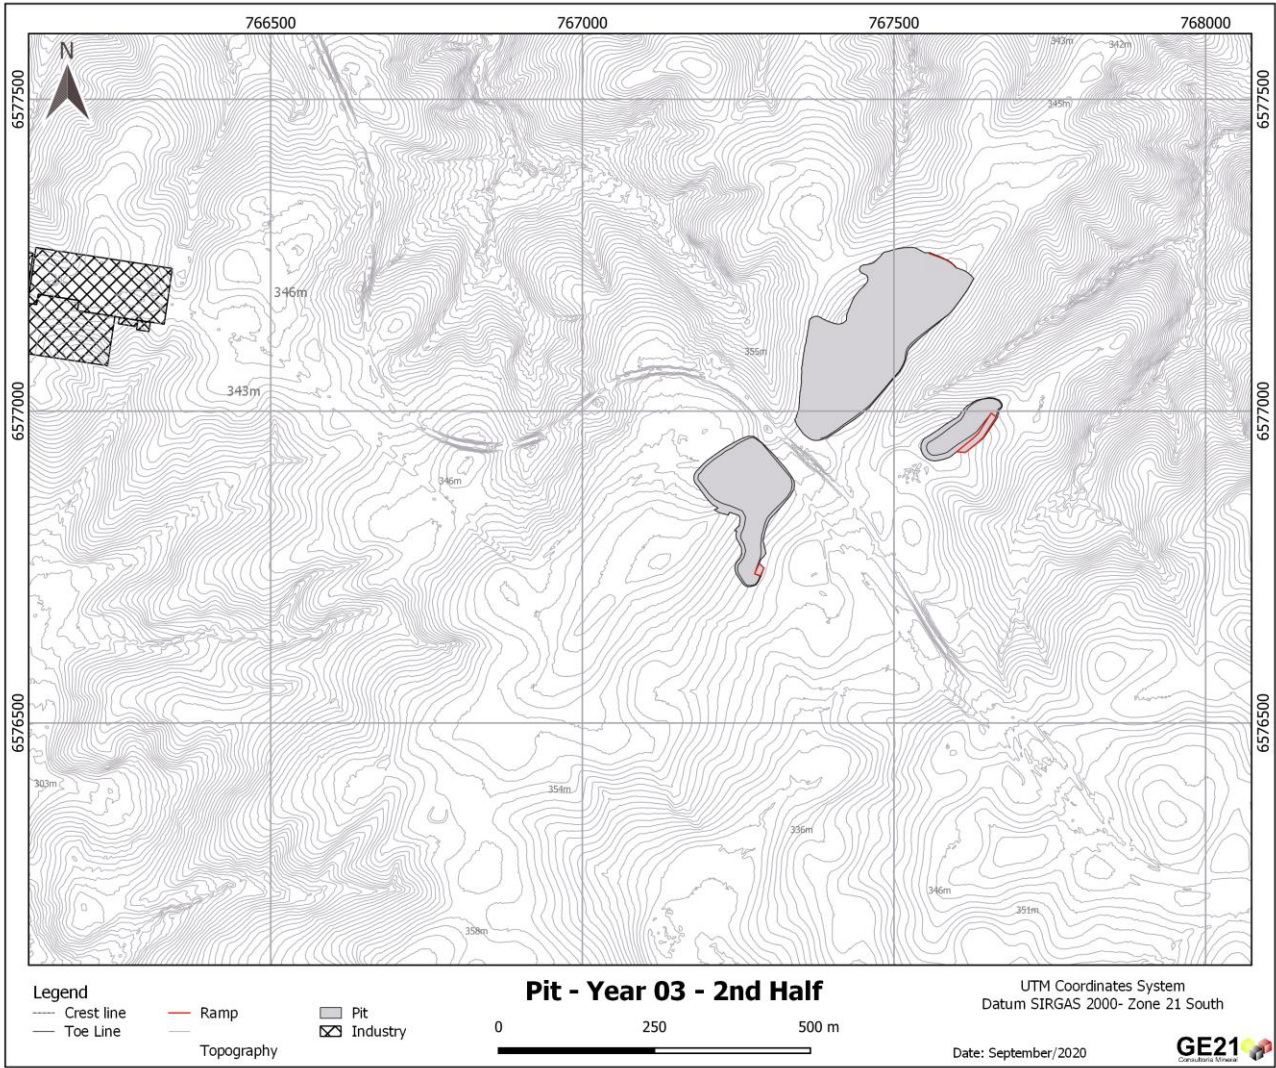 766500 767000 767500 768000
N
343m 342m
6577500 6577500
345m
346m
355m
343m
6577000 6577000
346m
6576500 6576500
303m 354m
336m
346m
351m
358m
Legend
Crest line
Toe Line
Ramp
Topography
Pit
Industry
Pit - Year 03 - 2nd Half
0 250 500 m
UTM Coordinates System
Datum SIRGAS 2000- Zone 21 South
Date: September/2020
GE21
Consultoria Mineral